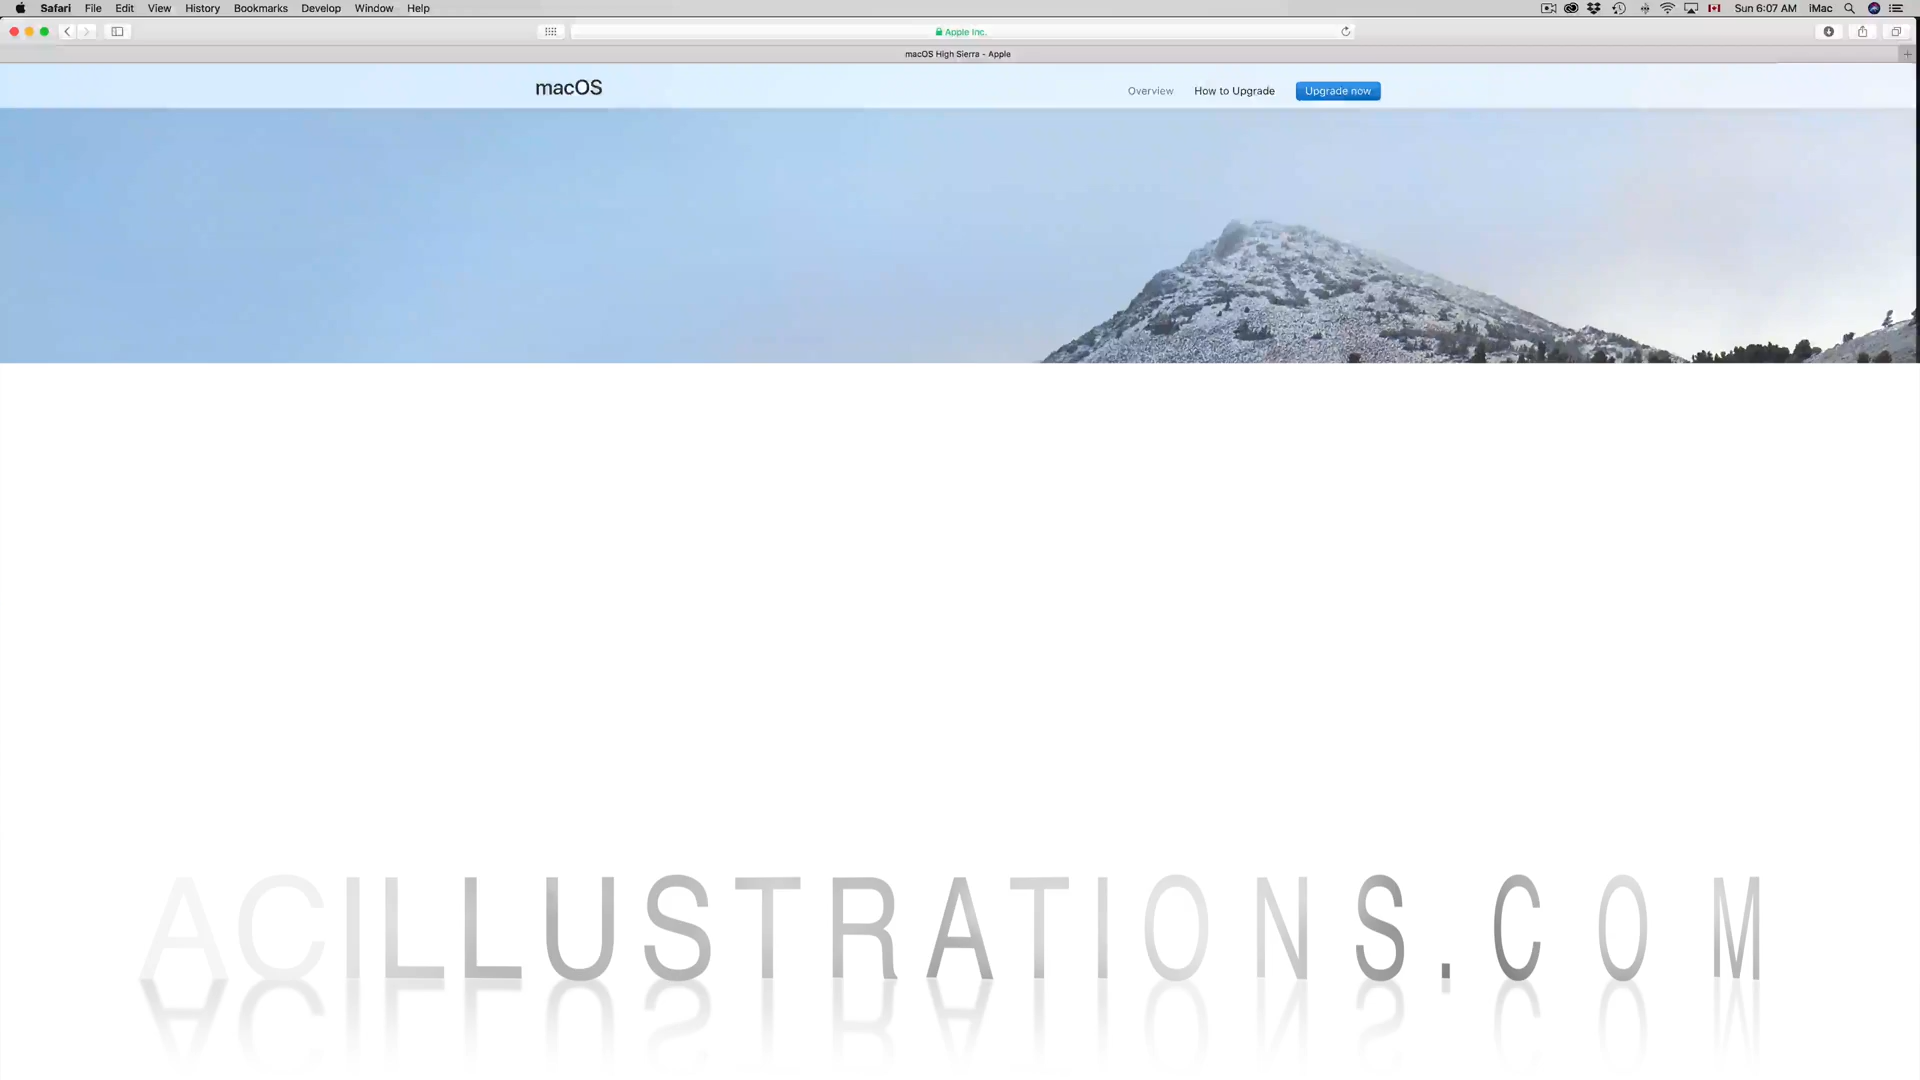 Safari File Edit View History Bookmarks Develop Window Help Sun 6:07 AM iMac
Apple Inc.
macOS High Sierra - Apple
macOS Overview How to Upgrade Upgrade now
ACILLUSTRATIONS.COM